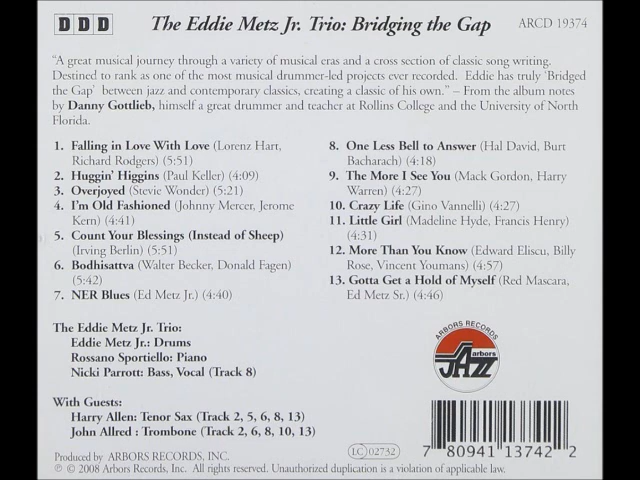 D D D
The Eddie Metz Jr. Trio: Bridging the Gap
ARCD 19374
“A great musical journey through a variety of musical eras and a cross section of classic song writing.
Destined to rank as one of the most musical drummer-led projects ever recorded.  Eddie has truly ‘Bridged
the Gap’  between jazz and contemporary classics, creating a classic of his own.” – From the album notes
by Danny Gottlieb, himself a great drummer and teacher at Rollins College and the University of North
Florida.
1. Falling in Love With Love (Lorenz Hart,
Richard Rodgers) (5:51)
2. Huggin’ Higgins (Paul Keller) (4:09)
3. Overjoyed (Stevie Wonder) (5:21)
4. I’m Old Fashioned (Johnny Mercer, Jerome
Kern) (4:41)
5. Count Your Blessings (Instead of Sheep)
(Irving Berlin) (5:51)
6. Bodhisattva (Walter Becker, Donald Fagen)
(5:42)
7. NER Blues (Ed Metz Jr.) (4:40)
8. One Less Bell to Answer (Hal David, Burt
Bacharach) (4:18)
9. The More I See You (Mack Gordon, Harry
Warren) (4:27)
10. Crazy Life (Gino Vannelli) (4:27)
11. Little Girl (Madeline Hyde, Francis Henry)
(4:31)
12. More Than You Know (Edward Eliscu, Billy
Rose, Vincent Youmans) (4:57)
13. Gotta Get a Hold of Myself (Red Mascara,
Ed Metz Sr.) (4:46)
The Eddie Metz Jr. Trio:
Eddie Metz Jr.: Drums
Rossano Sportiello: Piano
Nicki Parrott: Bass, Vocal (Track 8)
With Guests:
Harry Allen: Tenor Sax (Track 2, 5, 6, 8, 13)
John Allred : Trombone (Track 2, 6, 8, 10, 13)
ARBORS RECORDS
arbors
JAZZ
LC 02732
7 80941 13742 2
Produced by ARBORS RECORDS, INC.
℗ © 2008 Arbors Records, Inc.  All rights reserved. Unauthorized duplication is a violation of applicable law.